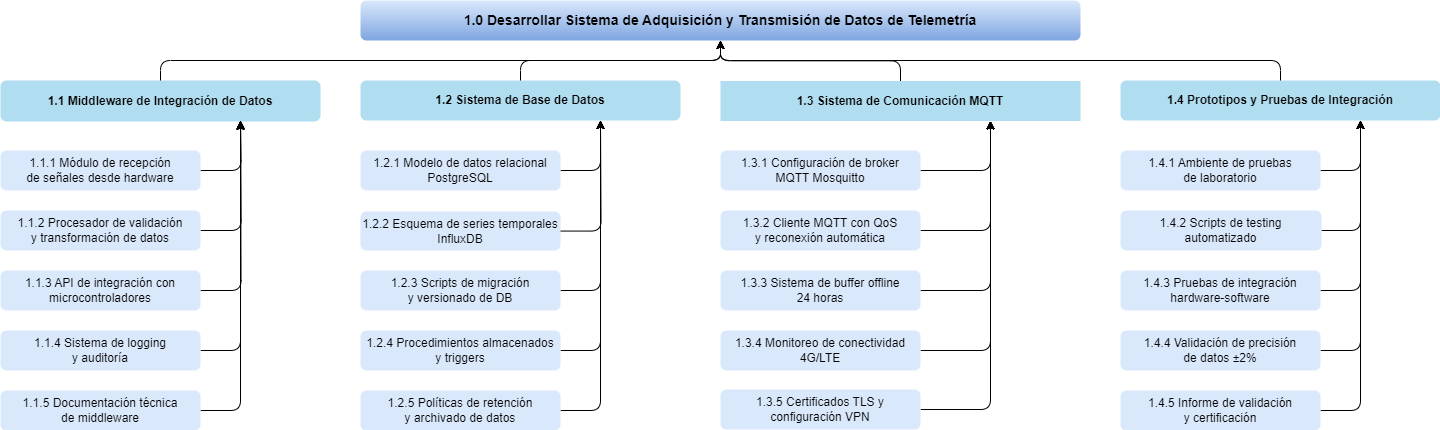 1.0 Desarrollar Sistema de Adquisición y Transmisión de Datos de Telemetría
1.1 Middleware de Integración de Datos
1.1.1 Módulo de recepción
de señales desde hardware
1.1.2 Procesador de validación
y transformación de datos
1.1.3 API de integración con
microcontroladores
1.1.4 Sistema de logging
y auditoría
1.1.5 Documentación técnica
de middleware
1.2 Sistema de Base de Datos
1.2.1 Modelo de datos relacional
PostgreSQL
1.2.2 Esquema de series temporales
InfluxDB
1.2.3 Scripts de migración
y versionado de DB
1.2.4 Procedimientos almacenados
y triggers
1.2.5 Políticas de retención
y archivado de datos
1.3 Sistema de Comunicación MQTT
1.3.1 Configuración de broker
MQTT Mosquitto
1.3.2 Cliente MQTT con QoS
y reconexión automática
1.3.3 Sistema de buffer offline
24 horas
1.3.4 Monitoreo de conectividad
4G/LTE
1.3.5 Certificados TLS y
configuración VPN
1.4 Prototipos y Pruebas de Integración
1.4.1 Ambiente de pruebas
de laboratorio
1.4.2 Scripts de testing
automatizado
1.4.3 Pruebas de integración
hardware-software
1.4.4 Validación de precisión
de datos ±2%
1.4.5 Informe de validación
y certificación